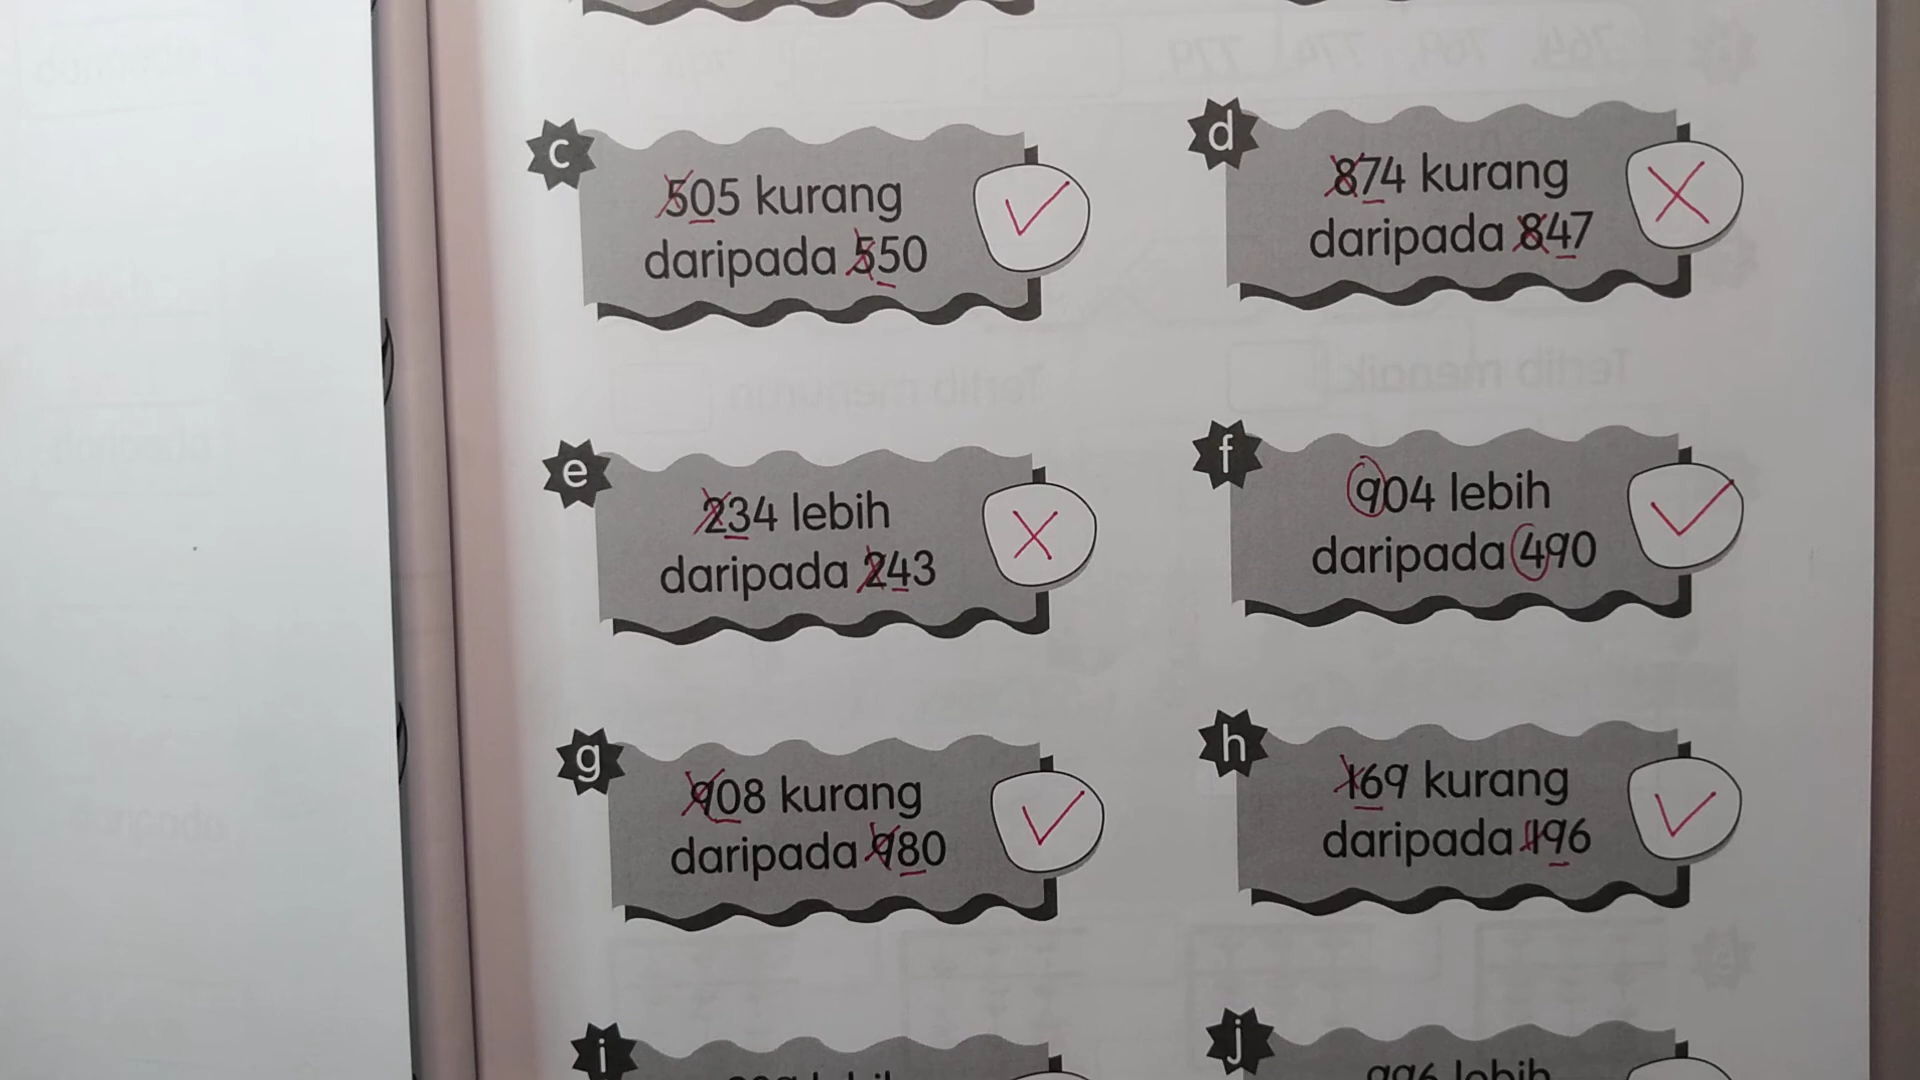 c
505 kurang
daripada 550
d
874 kurang
daripada 847
e
234 lebih
daripada 243
f
904 lebih
daripada 490
g
908 kurang
daripada 980
h
169 kurang
daripada 196
i
j
996 lebih